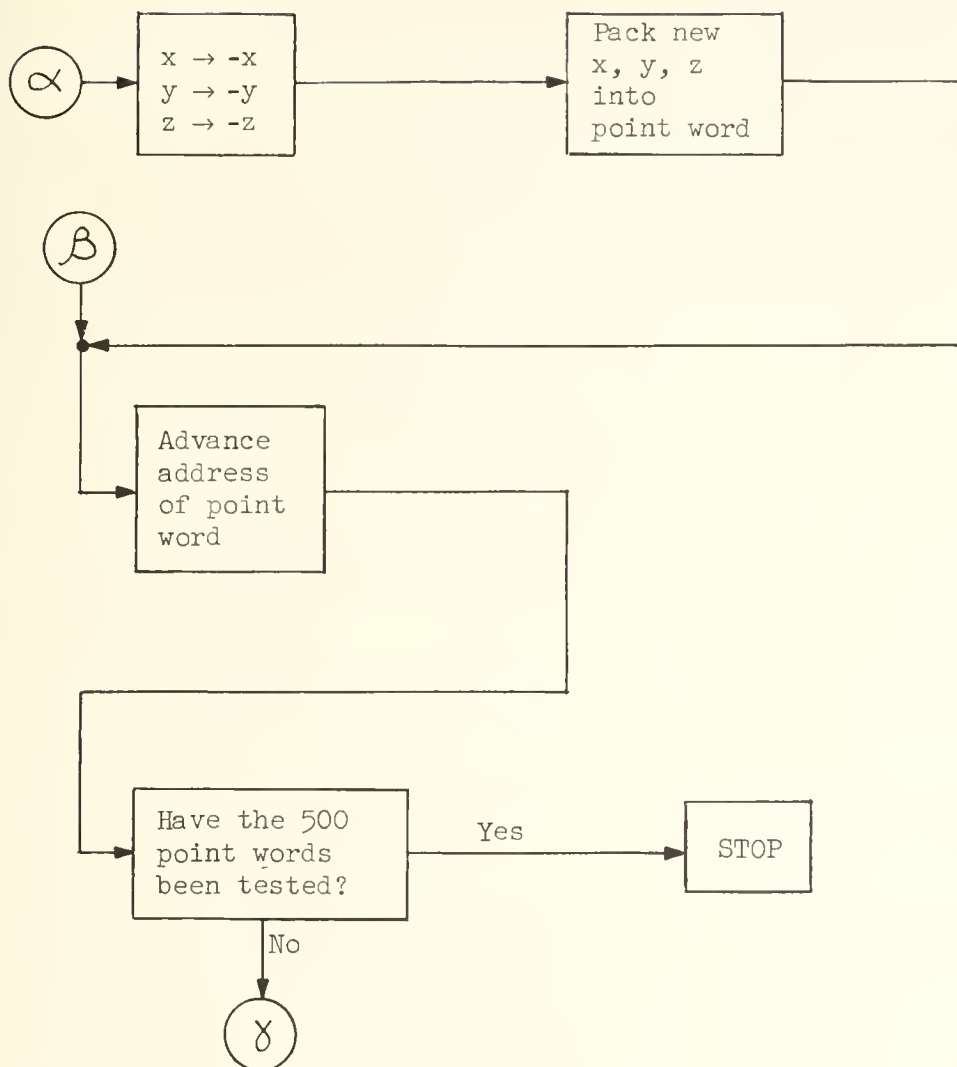 α
x → -x
y → -y
z → -z
Pack new
x, y, z
into
point word
β
Advance
address
of point
word
Have the 500
point words
been tested?
Yes
STOP
No
γ